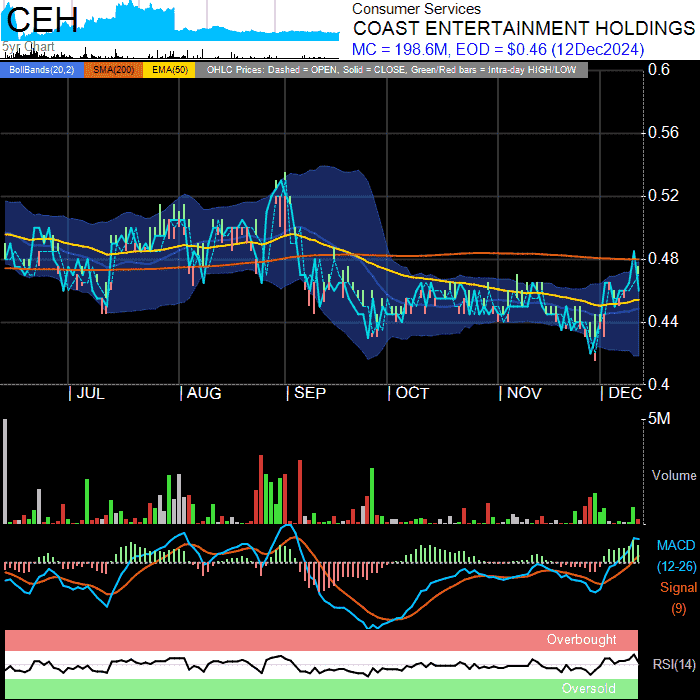 CEH
Consumer Services
COAST ENTERTAINMENT HOLDINGS
5yr Chart
MC = 198.6M, EOD = $0.46 (12Dec2024)
BollBands(20,2) SMA(200) EMA(50) OHLC Prices: Dashed = OPEN, Solid = CLOSE, Green/Red bars = Intra-day HIGH/LOW
0.6
0.56
0.52
0.48
0.44
0.4
JUL AUG SEP OCT NOV DEC
5M
Volume
MACD
(12-26)
Signal
(9)
Overbought
RSI(14)
Oversold